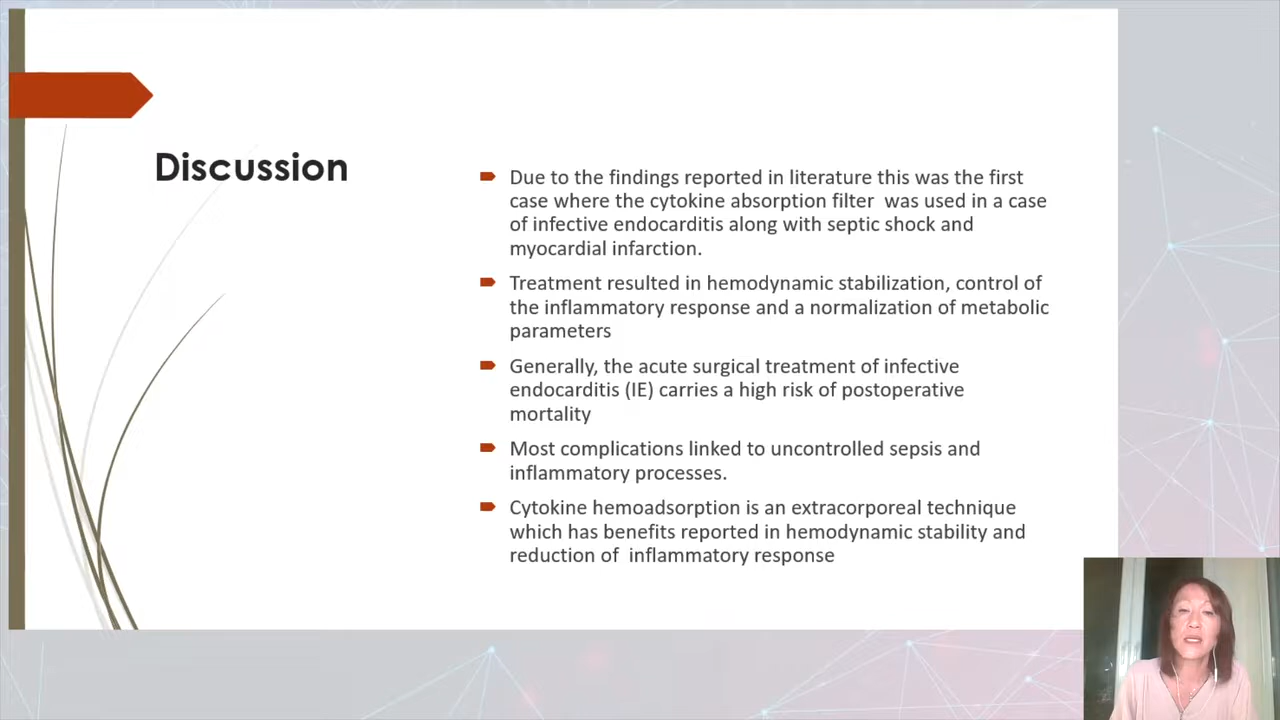 Discussion
Due to the findings reported in literature this was the first
case where the cytokine absorption filter was used in a case
of infective endocarditis along with septic shock and
myocardial infarction.
Treatment resulted in hemodynamic stabilization, control of
the inflammatory response and a normalization of metabolic
parameters
Generally, the acute surgical treatment of infective
endocarditis (IE) carries a high risk of postoperative
mortality
Most complications linked to uncontrolled sepsis and
inflammatory processes.
Cytokine hemoadsorption is an extracorporeal technique
which has benefits reported in hemodynamic stability and
reduction of inflammatory response